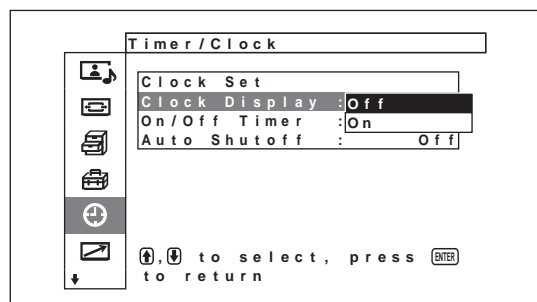 Timer/Clock
Clock Set
Clock Display : Off
On/Off Timer : On
Auto Shutoff : Off
, to select, press ENTER
to return